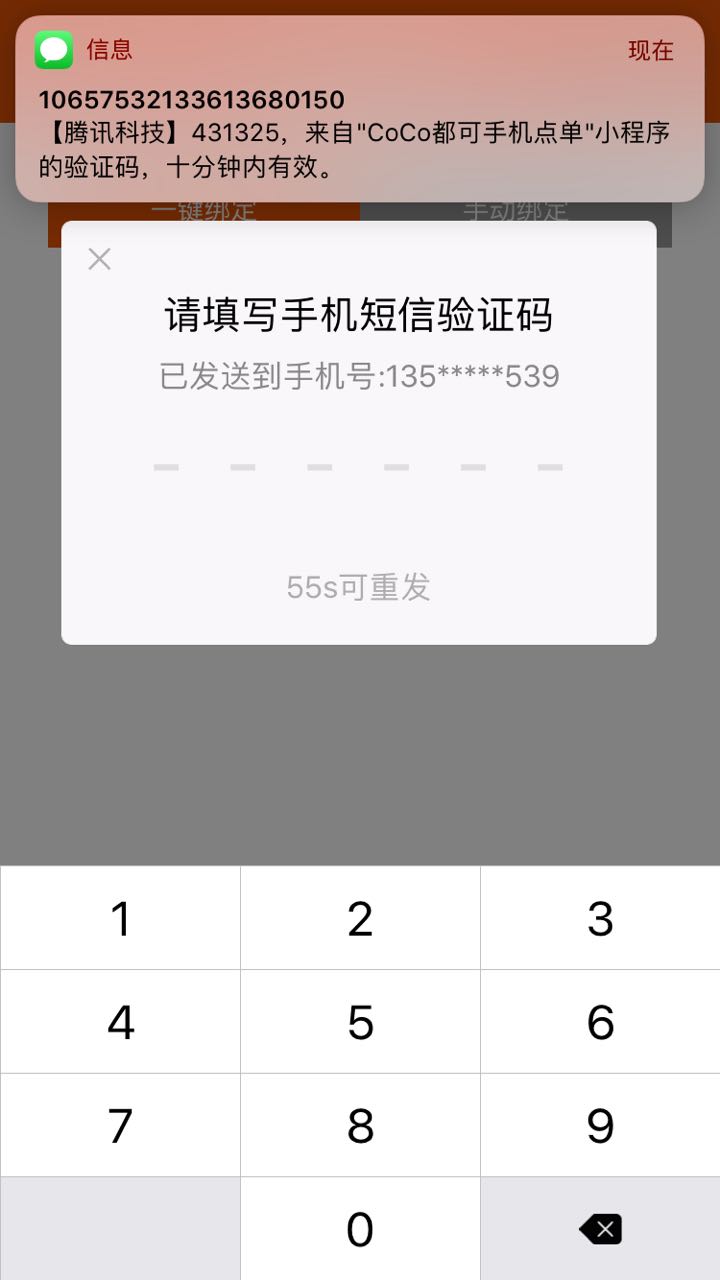 信息 现在
10657532133613680150
【腾讯科技】431325，来自"CoCo都可手机点单"小程序
的验证码，十分钟内有效。
一键绑定 手动绑定
请填写手机短信验证码
已发送到手机号:135*****539
55s可重发
1 2 3
4 5 6
7 8 9
0